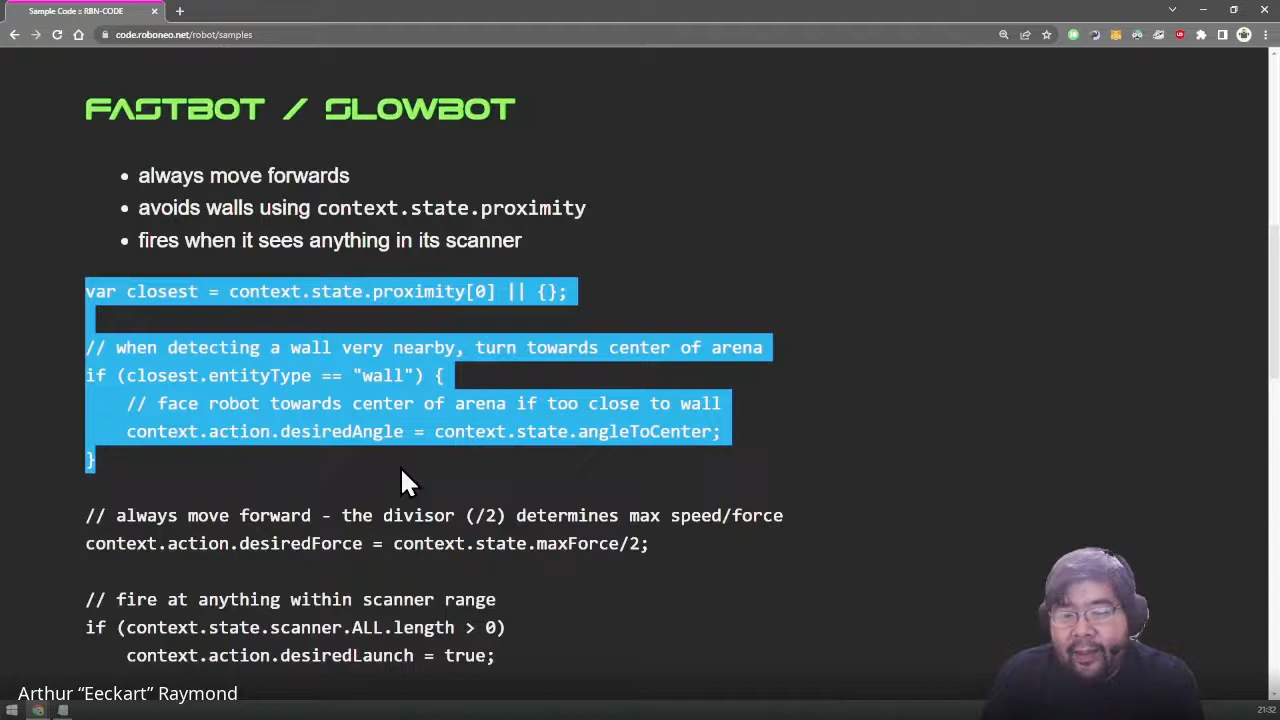 Sample Code :: RBN-CODE
code.roboneo.net/robot/samples
FASTBOT / SLOWBOT
• always move forwards
• avoids walls using context.state.proximity
• fires when it sees anything in its scanner
var closest = context.state.proximity[0] || {};
// when detecting a wall very nearby, turn towards center of arena
if (closest.entityType == "wall") {
// face robot towards center of arena if too close to wall
context.action.desiredAngle = context.state.angleToCenter;
}
// always move forward - the divisor (/2) determines max speed/force
context.action.desiredForce = context.state.maxForce/2;
// fire at anything within scanner range
if (context.state.scanner.ALL.length > 0)
context.action.desiredLaunch = true;
Arthur “Eeckart” Raymond
21:32